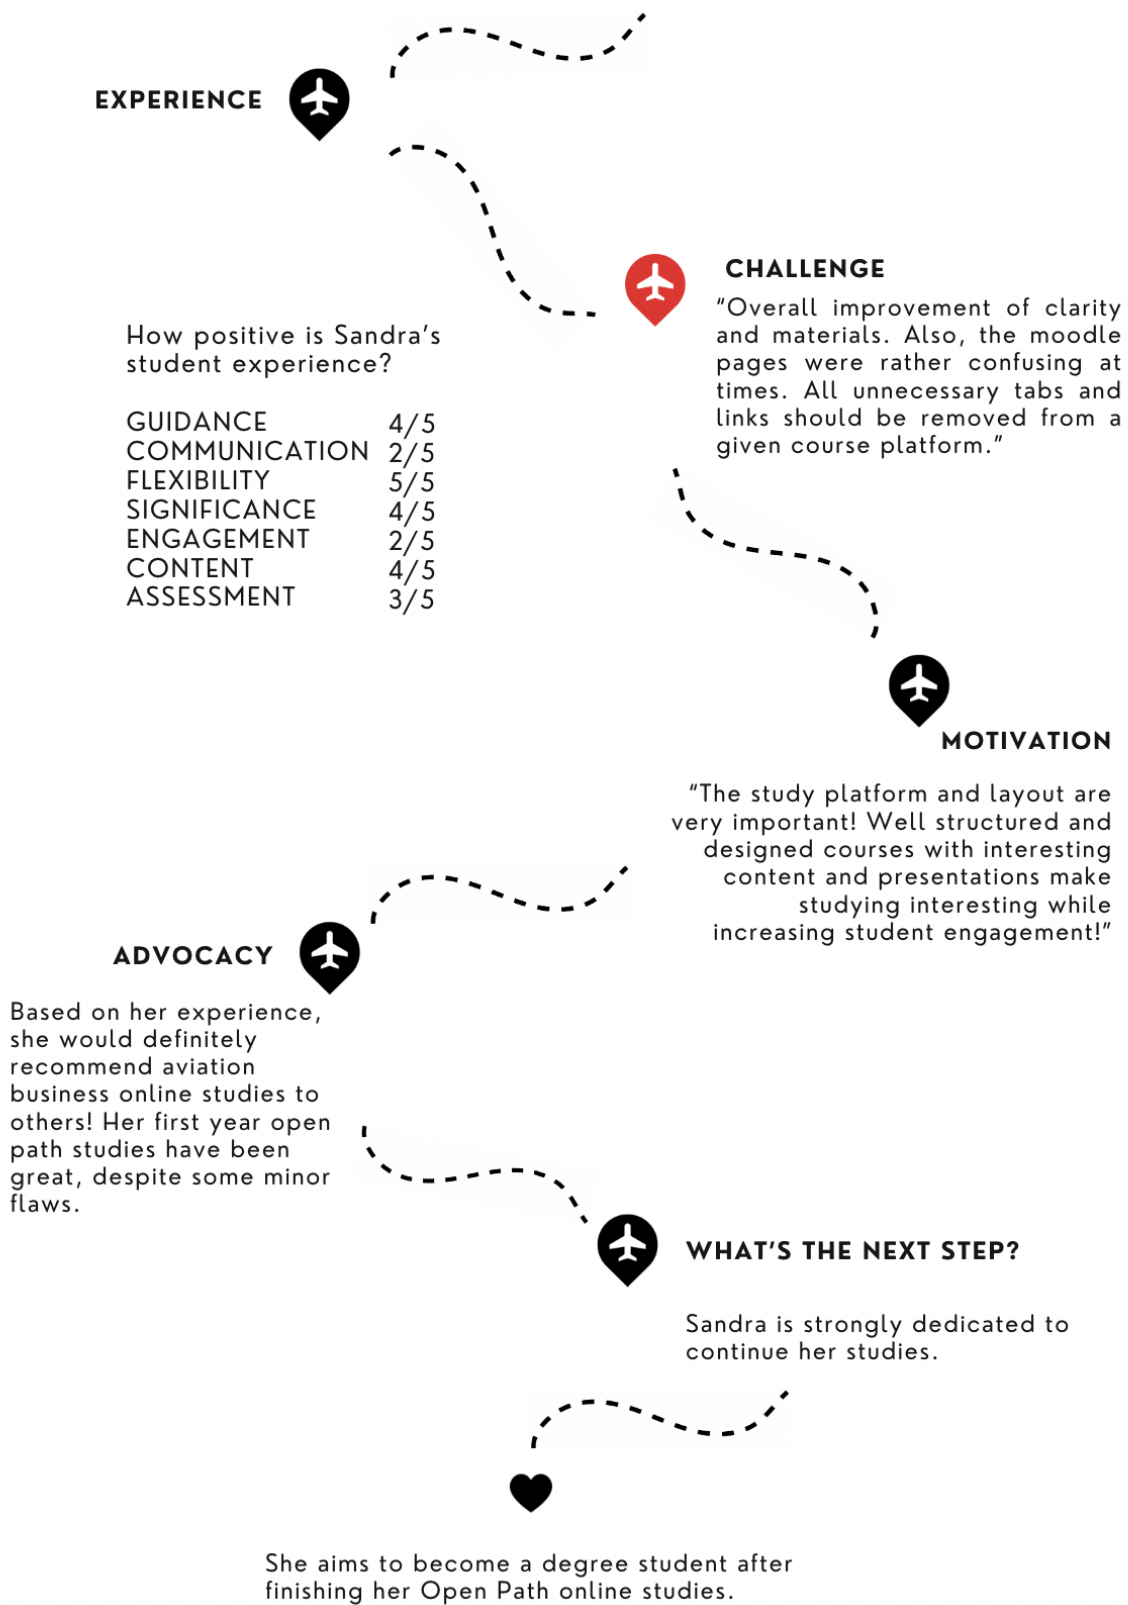 EXPERIENCE
How positive is Sandra's
student experience?
GUIDANCE 4/5
COMMUNICATION 2/5
FLEXIBILITY 5/5
SIGNIFICANCE 4/5
ENGAGEMENT 2/5
CONTENT 4/5
ASSESSMENT 3/5
CHALLENGE
“Overall improvement of clarity
and materials. Also, the moodle
pages were rather confusing at
times. All unnecessary tabs and
links should be removed from a
given course platform.”
MOTIVATION
“The study platform and layout are
very important! Well structured and
designed courses with interesting
content and presentations make
studying interesting while
increasing student engagement!”
ADVOCACY
Based on her experience,
she would definitely
recommend aviation
business online studies to
others! Her first year open
path studies have been
great, despite some minor
flaws.
WHAT'S THE NEXT STEP?
Sandra is strongly dedicated to
continue her studies.
She aims to become a degree student after
finishing her Open Path online studies.